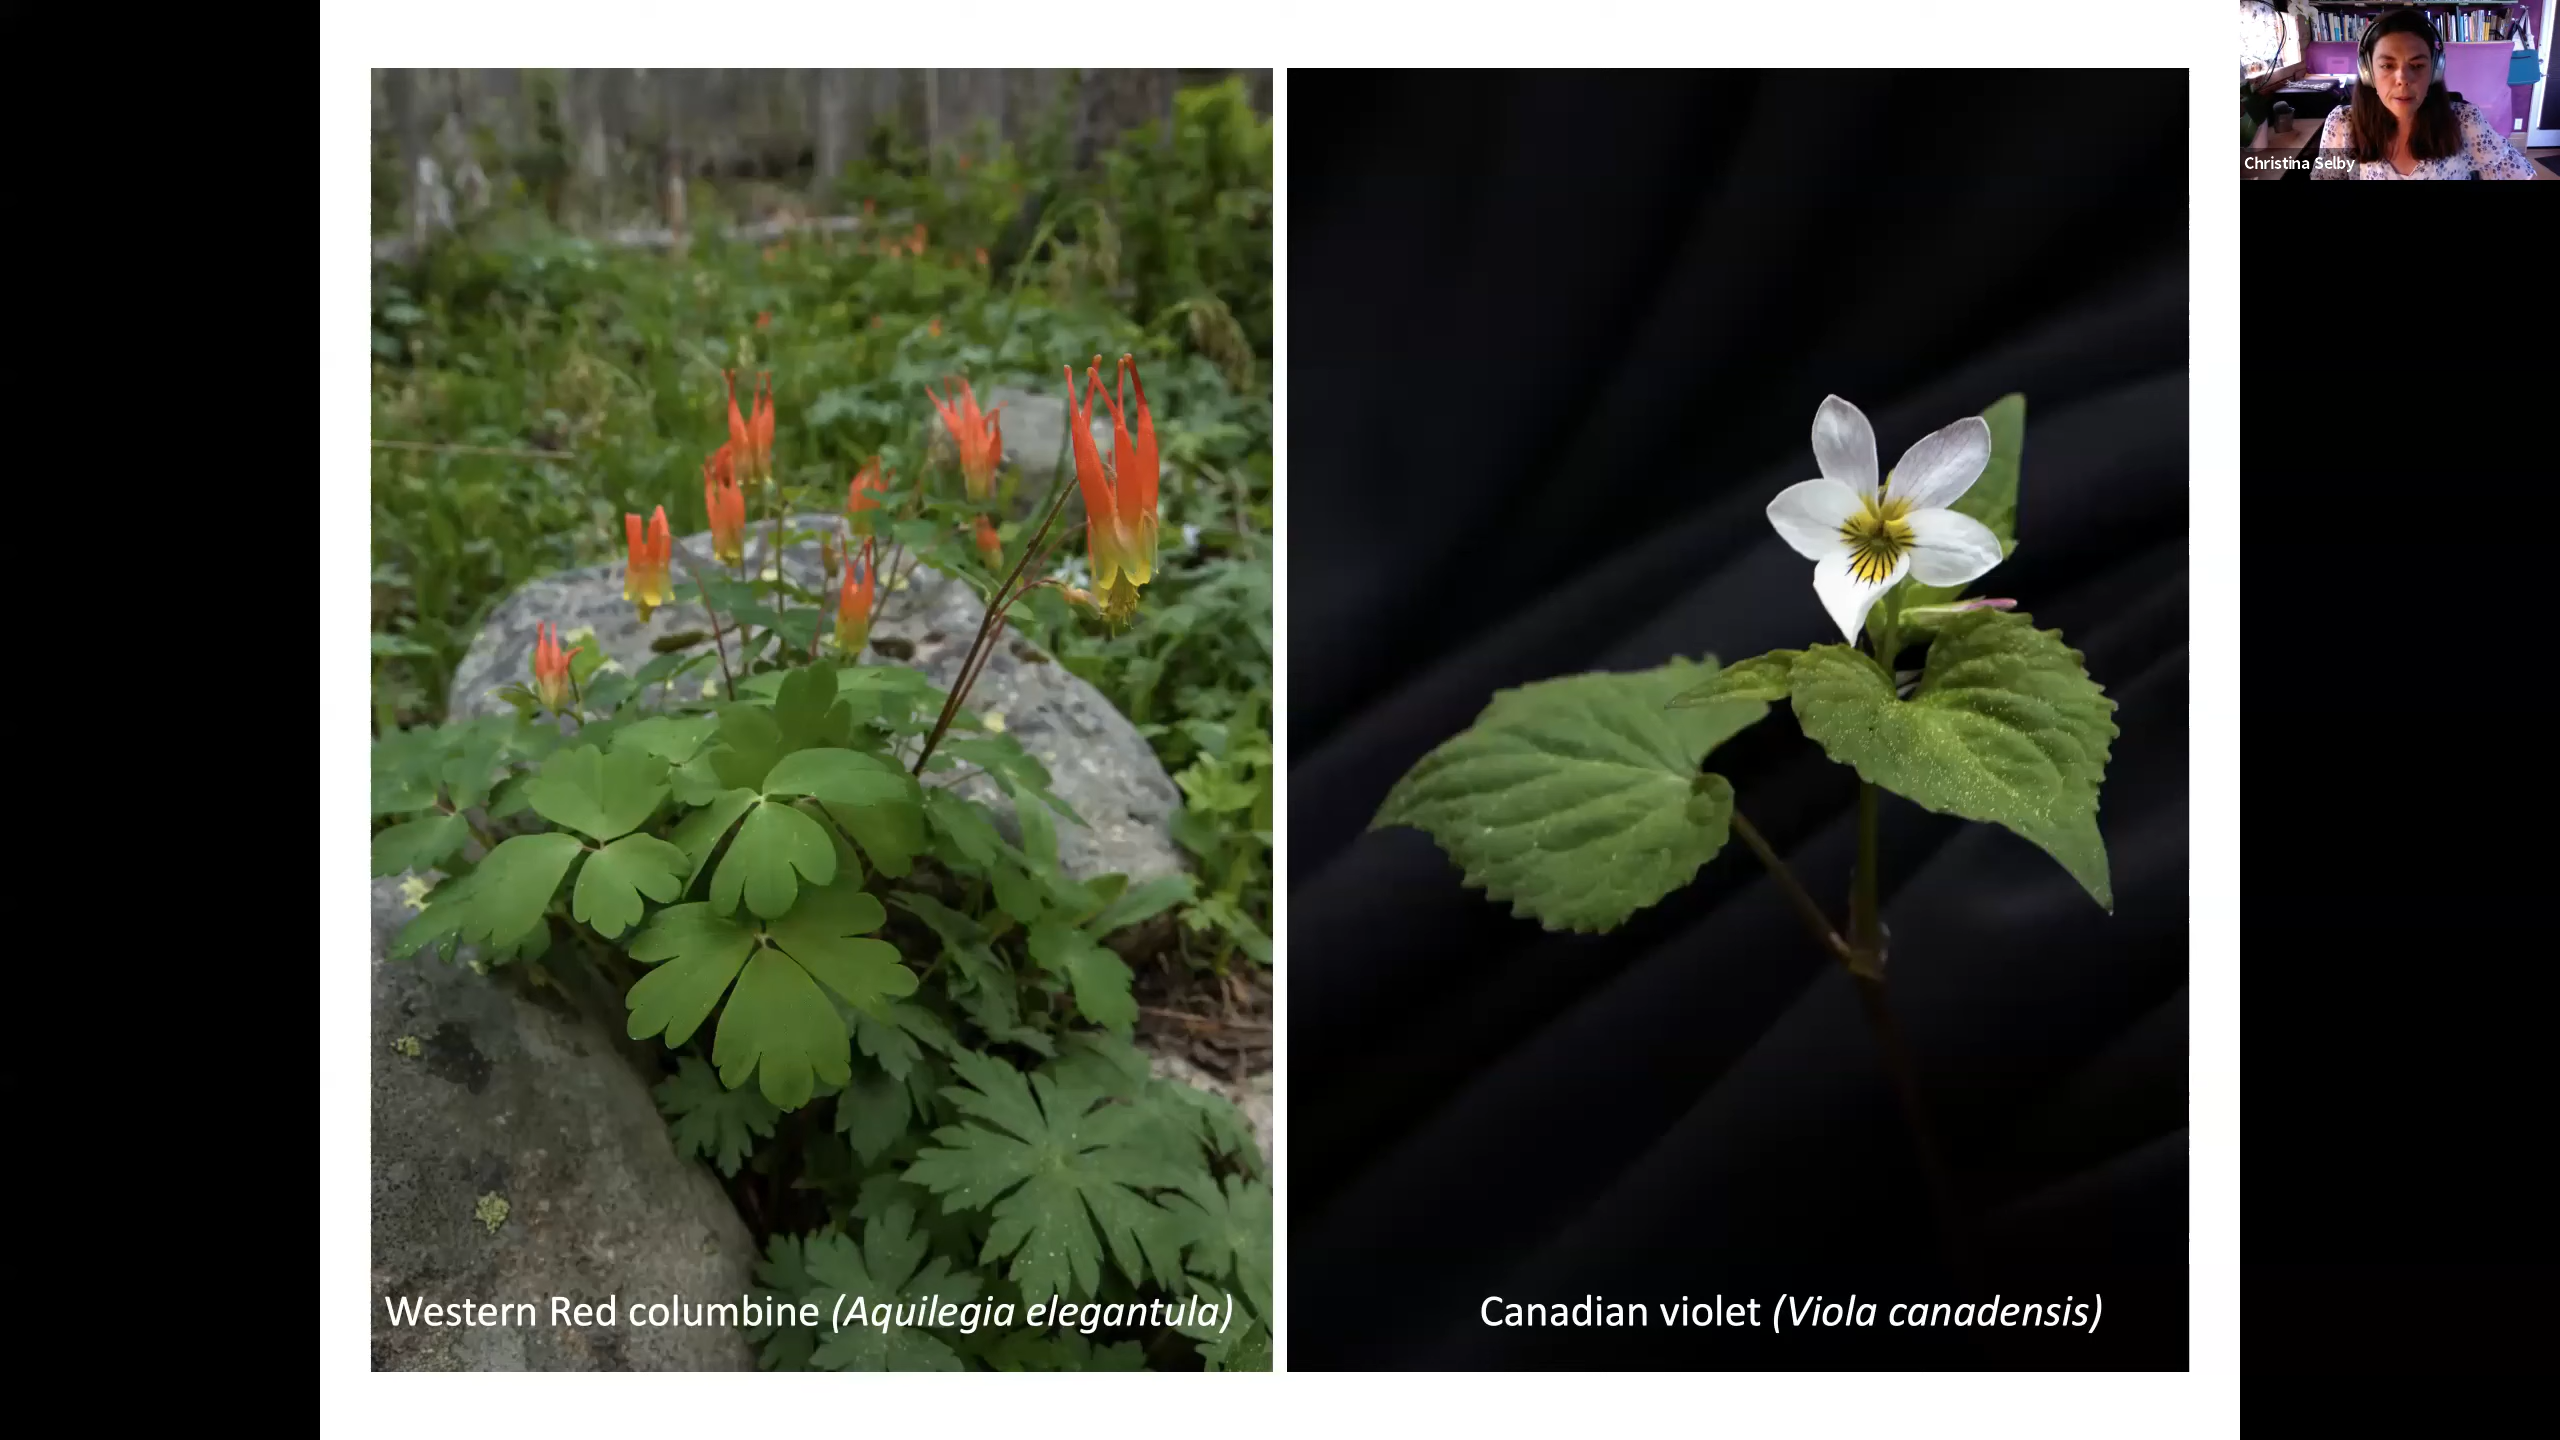 Christina Selby
Western Red columbine (Aquilegia elegantula)
Canadian violet (Viola canadensis)